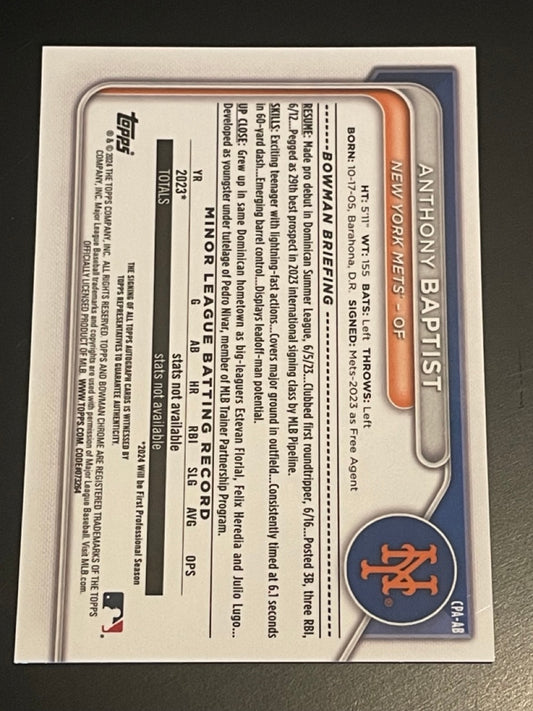 CPA-AB
ANTHONY BAPTIST
NEW YORK METS® – OF
NY
HT: 5'11" WT: 155 BATS: Left THROWS: Left
BORN: 10-17-05, Barahona, D.R. SIGNED: Mets-2023 as Free Agent
BOWMAN BRIEFING
RESUME: Made pro debut in Dominican Summer League, 6/5/23...Clubbed first roundtripper, 6/16...Posted 3B, three RBI,
6/12...Pegged as 29th best prospect in 2023 international signing class by MLB Pipeline.
SKILLS: Exciting teenager with lightning-fast actions...Covers major ground in outfield...Consistently timed at 6.1 seconds
in 60-yard dash...Emerging barrel control...Displays leadoff-man potential.
UP CLOSE: Grew up in same Dominican hometown as big-leaguers Estevan Florial, Felix Heredia and Julio Lugo...
Developed as youngster under tutelage of Pedro Nivar, member of MLB Trainer Partnership Program.
MINOR LEAGUE BATTING RECORD
YR G AB HR RBI SLG AVG OPS
2023* stats not available
TOTALS stats not available
*2024 Will be First Professional Season
THE SIGNING OF ALL TOPPS AUTOGRAPH CARDS IS WITNESSED BY
TOPPS REPRESENTATIVES TO GUARANTEE AUTHENTICITY.
topps
® & © 2024 THE TOPPS COMPANY, INC. ALL RIGHTS RESERVED. TOPPS AND BOWMAN CHROME ARE REGISTERED TRADEMARKS OF THE TOPPS
COMPANY, INC. Major League Baseball trademarks and copyrights are used with permission of Major League Baseball. Visit MLB.com.
OFFICIALLY LICENSED PRODUCT OF MLB. WWW.TOPPS.COM. CODE#073264